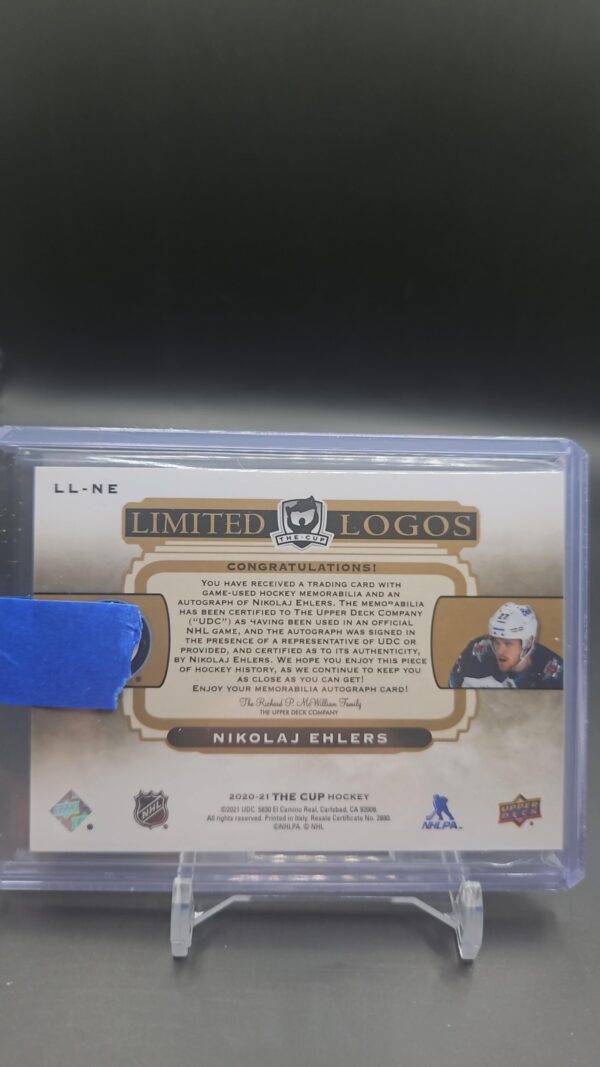 LL-NE
LIMITED THE·CUP LOGOS
CONGRATULATIONS!
YOU HAVE RECEIVED A TRADING CARD WITH
GAME-USED HOCKEY MEMORABILIA AND AN
AUTOGRAPH OF NIKOLAJ EHLERS. THE MEMORABILIA
HAS BEEN CERTIFIED TO THE UPPER DECK COMPANY
("UDC") AS HAVING BEEN USED IN AN OFFICIAL
NHL GAME, AND THE AUTOGRAPH WAS SIGNED IN
THE PRESENCE OF A REPRESENTATIVE OF UDC OR
PROVIDED, AND CERTIFIED AS TO ITS AUTHENTICITY,
BY NIKOLAJ EHLERS. WE HOPE YOU ENJOY THIS PIECE
OF HOCKEY HISTORY, AS WE CONTINUE TO KEEP YOU
AS CLOSE AS YOU CAN GET!
ENJOY YOUR MEMORABILIA AUTOGRAPH CARD!
The Richard P. McWilliam Family
THE UPPER DECK COMPANY
NIKOLAJ EHLERS
2020-21 THE CUP HOCKEY
©2021 UDC. 5830 El Camino Real, Carlsbad, CA 92008.
All rights reserved. Printed in Italy. Resale Certificate No. 3880.
©NHLPA. © NHL
NHL
NHLPA
UPPER DECK